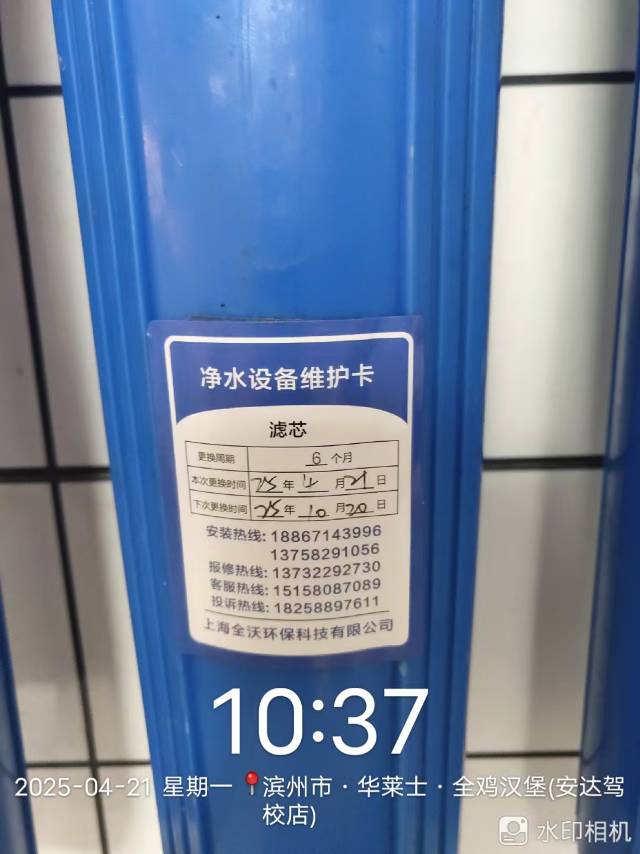 净水设备维护卡
滤芯
更换周期 6 个月
本次更换时间 25 年 4 月 21 日
下次更换时间 25 年 10 月 20 日
安装热线: 18867143996
13758291056
报修热线: 13732292730
客服热线: 15158087089
投诉热线: 18258897611
上海全沃环保科技有限公司
10:37
2025-04-21 星期一 📍滨州市·华莱士·全鸡汉堡(安达驾
校店)
水印相机